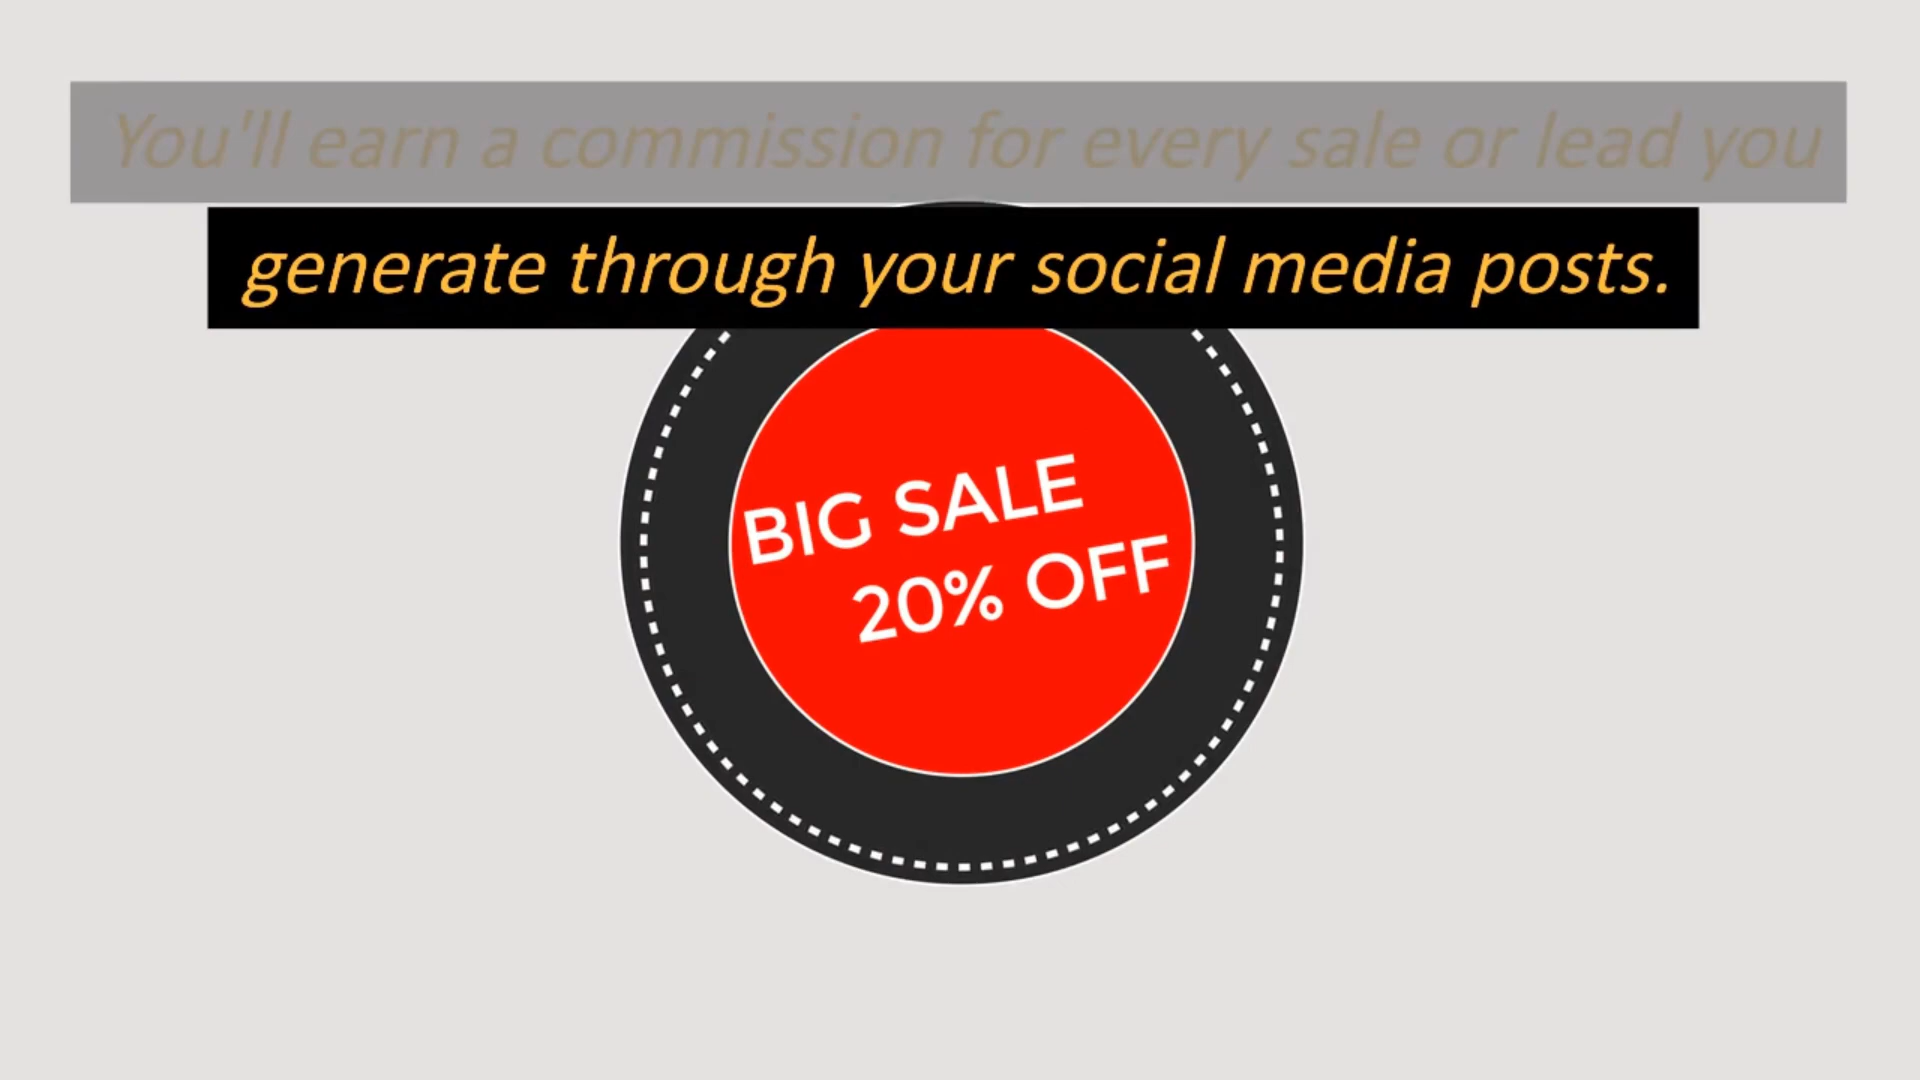 You'll earn a commission for every sale or lead you
generate through your social media posts.
BIG SALE
20% OFF